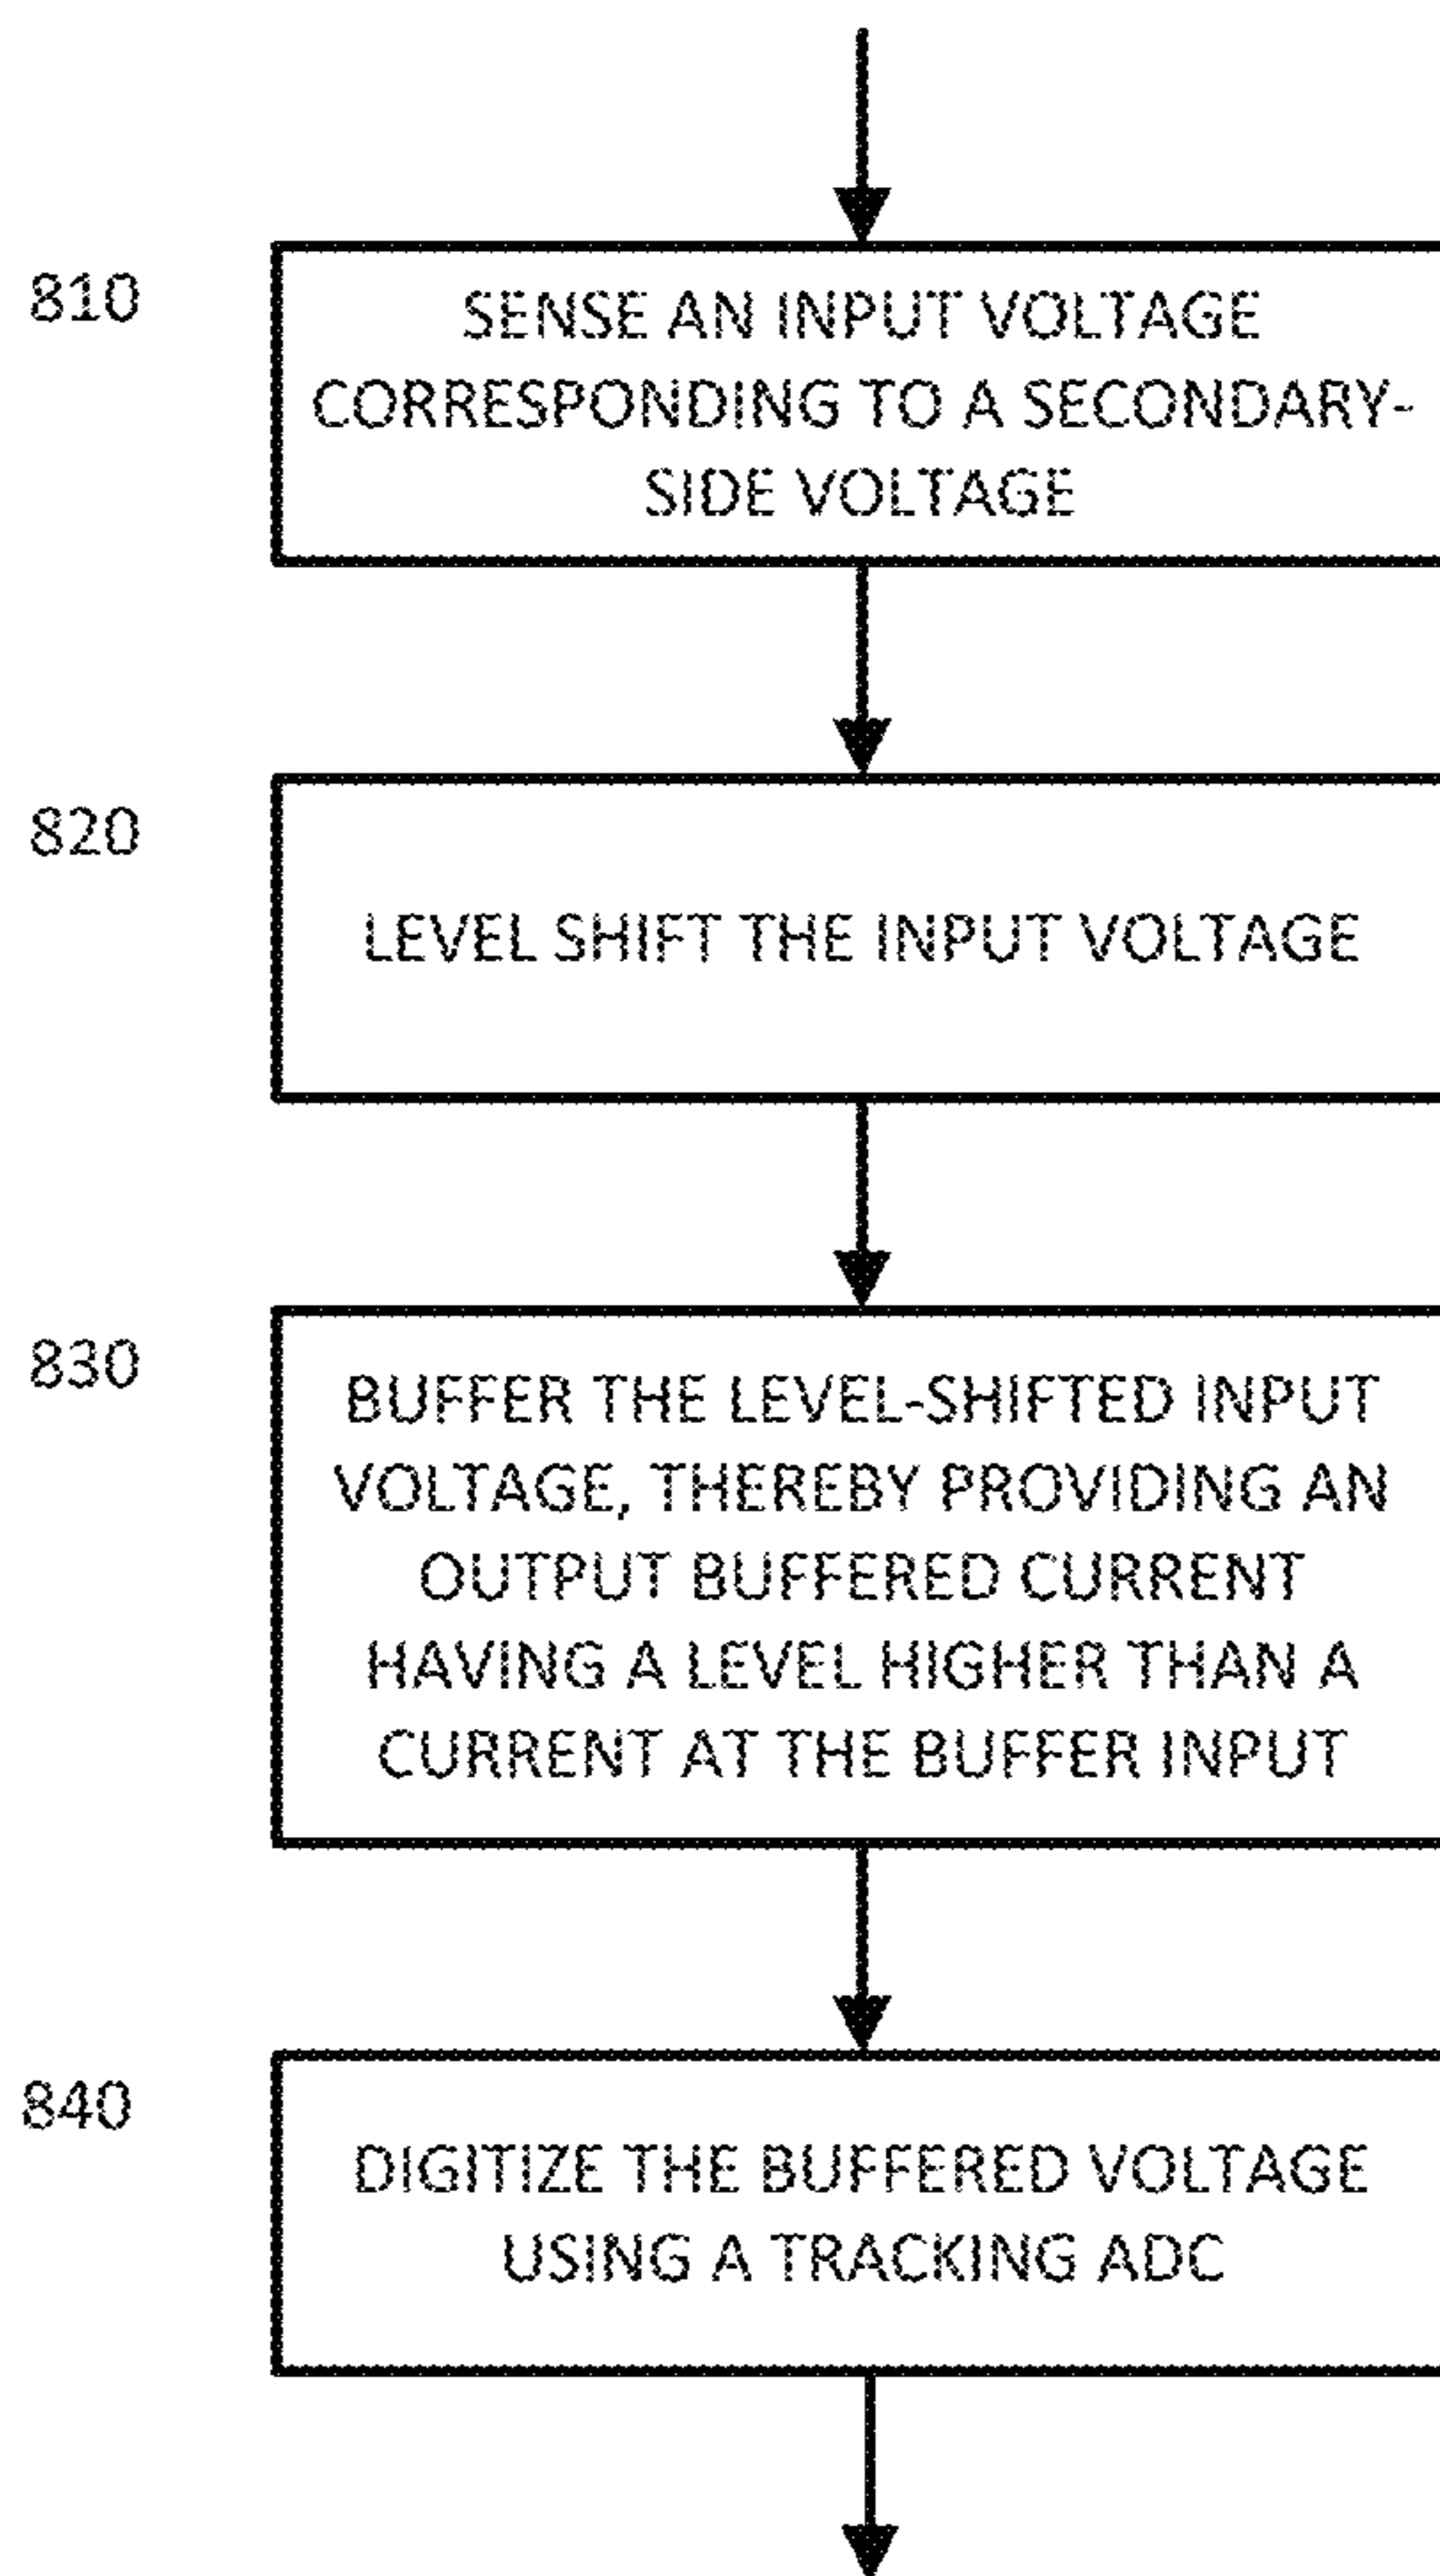 810
SENSE AN INPUT VOLTAGE
CORRESPONDING TO A SECONDARY-
SIDE VOLTAGE
820
LEVEL SHIFT THE INPUT VOLTAGE
830
BUFFER THE LEVEL-SHIFTED INPUT
VOLTAGE, THEREBY PROVIDING AN
OUTPUT BUFFERED CURRENT
HAVING A LEVEL HIGHER THAN A
CURRENT AT THE BUFFER INPUT
840
DIGITIZE THE BUFFERED VOLTAGE
USING A TRACKING ADC